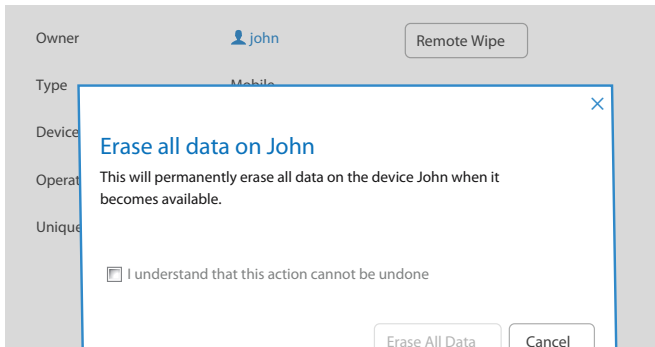 Owner john Remote Wipe
Type Mobile
Device
Erase all data on John
This will permanently erase all data on the device John when it
Operat
becomes available.
Unique
I understand that this action cannot be undone
Erase All Data Cancel